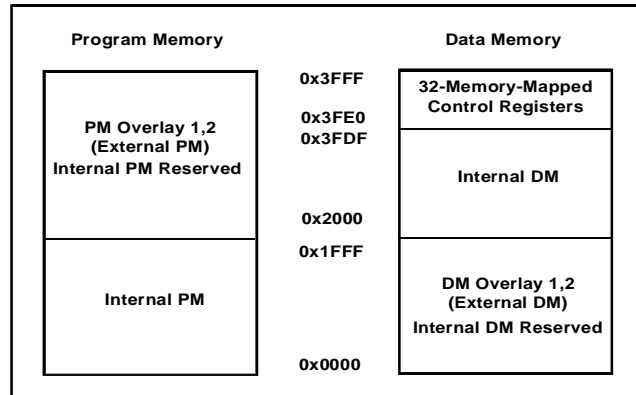 Program Memory
Data Memory
PM Overlay 1,2
(External PM)
Internal PM Reserved
Internal PM
0x3FFF
0x3FE0
0x3FDF
0x2000
0x1FFF
0x0000
32-Memory-Mapped
Control Registers
Internal DM
DM Overlay 1,2
(External DM)
Internal DM Reserved